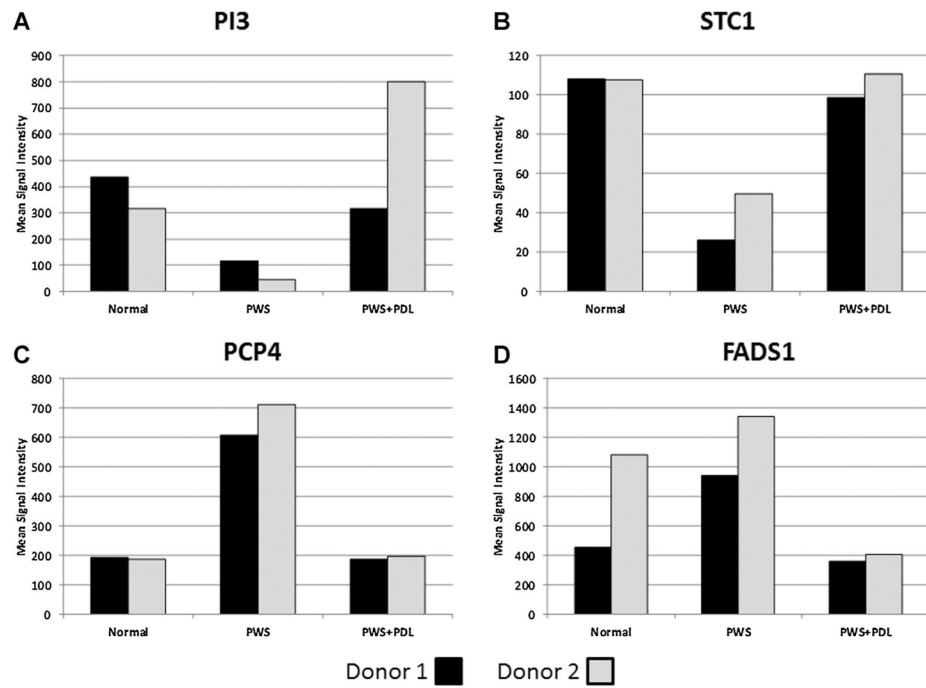 A
PI3
Mean Signal Intensity
900
800
700
600
500
400
300
200
100
0
Normal PWS PWS+PDL
B
STC1
Mean Signal Intensity
120
100
80
60
40
20
0
Normal PWS PWS+PDL
C
PCP4
Mean Signal Intensity
800
700
600
500
400
300
200
100
0
Normal PWS PWS+PDL
D
FADS1
Mean Signal Intensity
1600
1400
1200
1000
800
600
400
200
0
Normal PWS PWS+PDL
Donor 1 Donor 2